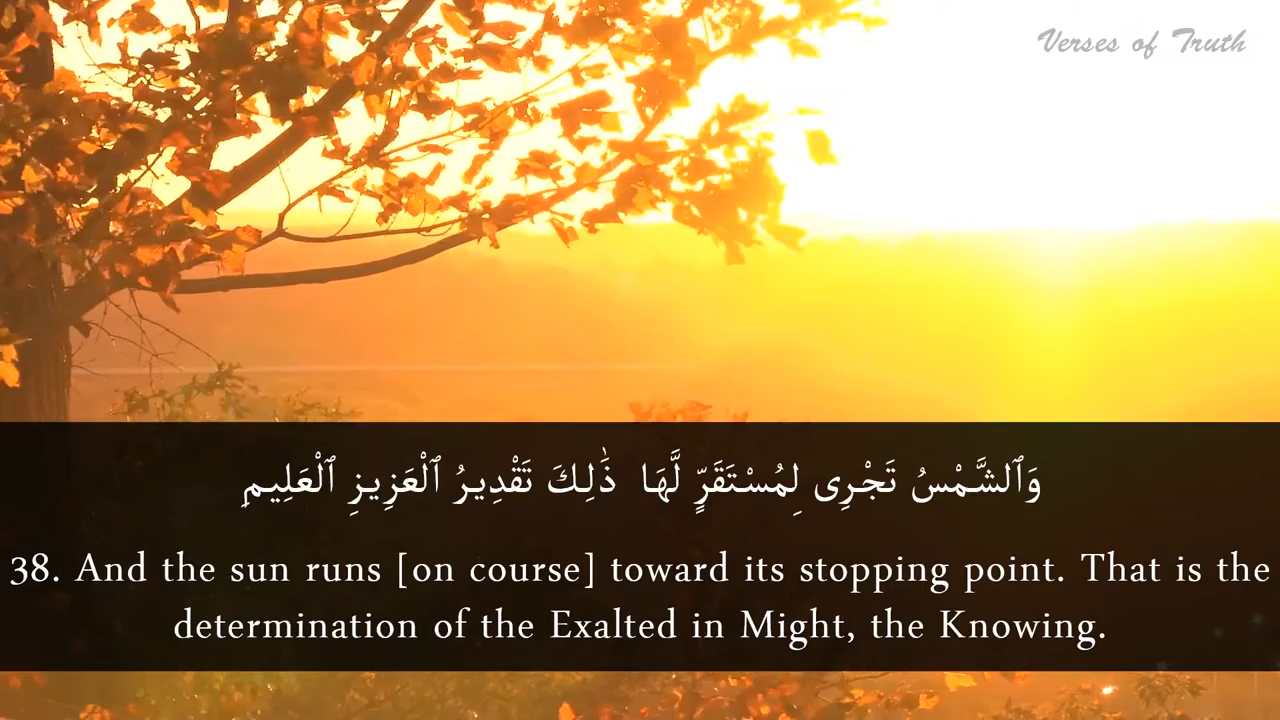 Verses of Truth
وَٱلشَّمْسُ تَجْرِى لِمُسْتَقَرٍّ لَّهَا ذَٰلِكَ تَقْدِيرُ ٱلْعَزِيزِ ٱلْعَلِيمِ
38. And the sun runs [on course] toward its stopping point. That is the
determination of the Exalted in Might, the Knowing.